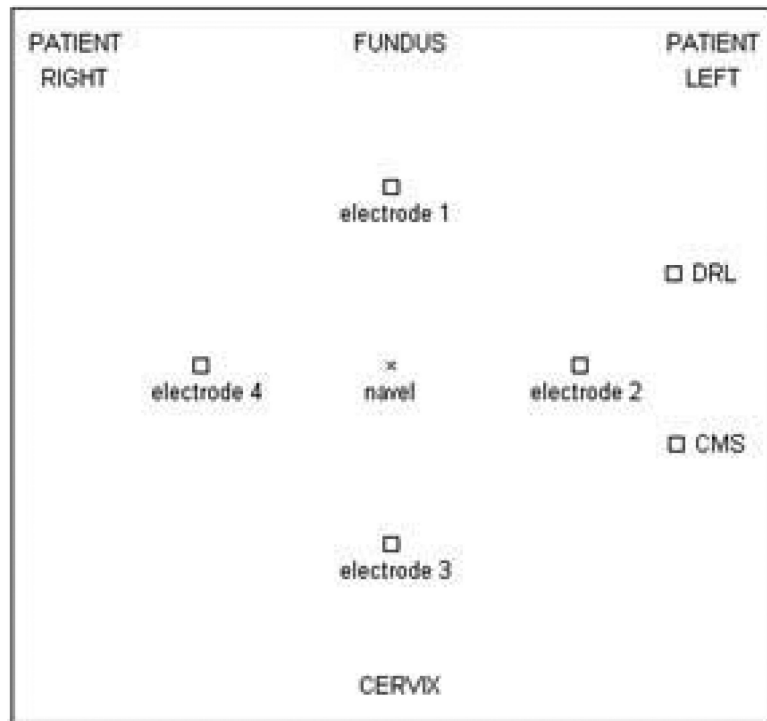 PATIENT RIGHT
FUNDUS
PATIENT LEFT
electrode 1
DRL
electrode 4
navel
electrode 2
CMS
electrode 3
CERVIX